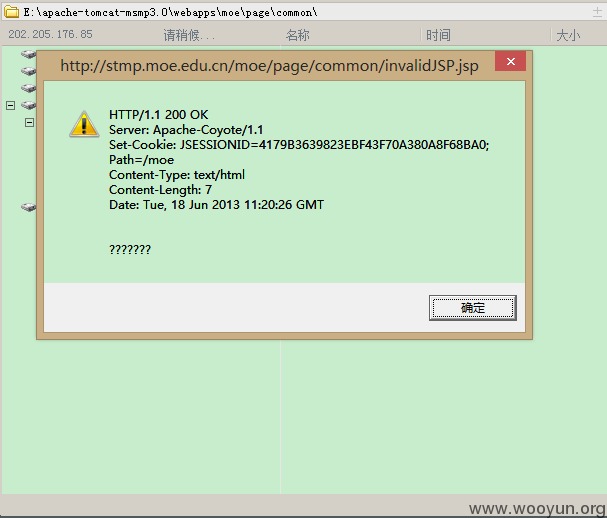 E:\apache-tomcat-msmp3.0\webapps\moe\page\common\
202.205.176.85 请稍候... 名称 时间 大小
http://stmp.moe.edu.cn/moe/page/common/invalidJSP.jsp
HTTP/1.1 200 OK
Server: Apache-Coyote/1.1
Set-Cookie: JSESSIONID=4179B3639823EBF43F70A380A8F68BA0;
Path=/moe
Content-Type: text/html
Content-Length: 7
Date: Tue, 18 Jun 2013 11:20:26 GMT
???????
确定
www.wooyun.org